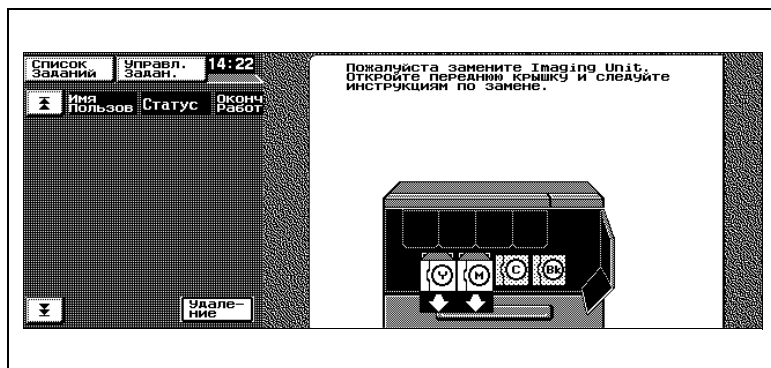 Список
Заданий
Управл.
Задан.
14:22
Имя
Пользов
Статус
Оконч
Работ
Удале-
ние
Пожалуйста замените Imaging Unit.
Откройте переднюю крышку и следуйте
инструкциям по замене.
Y
M
C
Bk